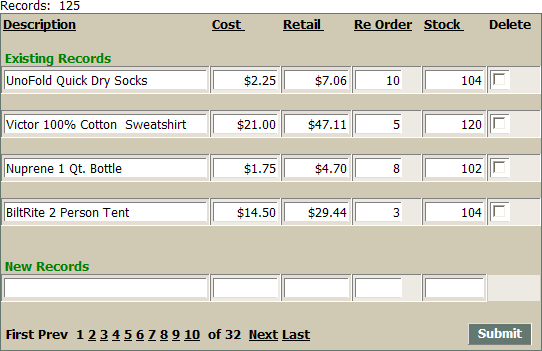 Records: 125
Description Cost Retail Re Order Stock Delete
Existing Records
UnoFold Quick Dry Socks $2.25 $7.06 10 104
Victor 100% Cotton Sweatshirt $21.00 $47.11 5 120
Nuprene 1 Qt. Bottle $1.75 $4.70 8 102
BiltRite 2 Person Tent $14.50 $29.44 3 104
New Records
First Prev 1 2 3 4 5 6 7 8 9 10 of 32 Next Last Submit